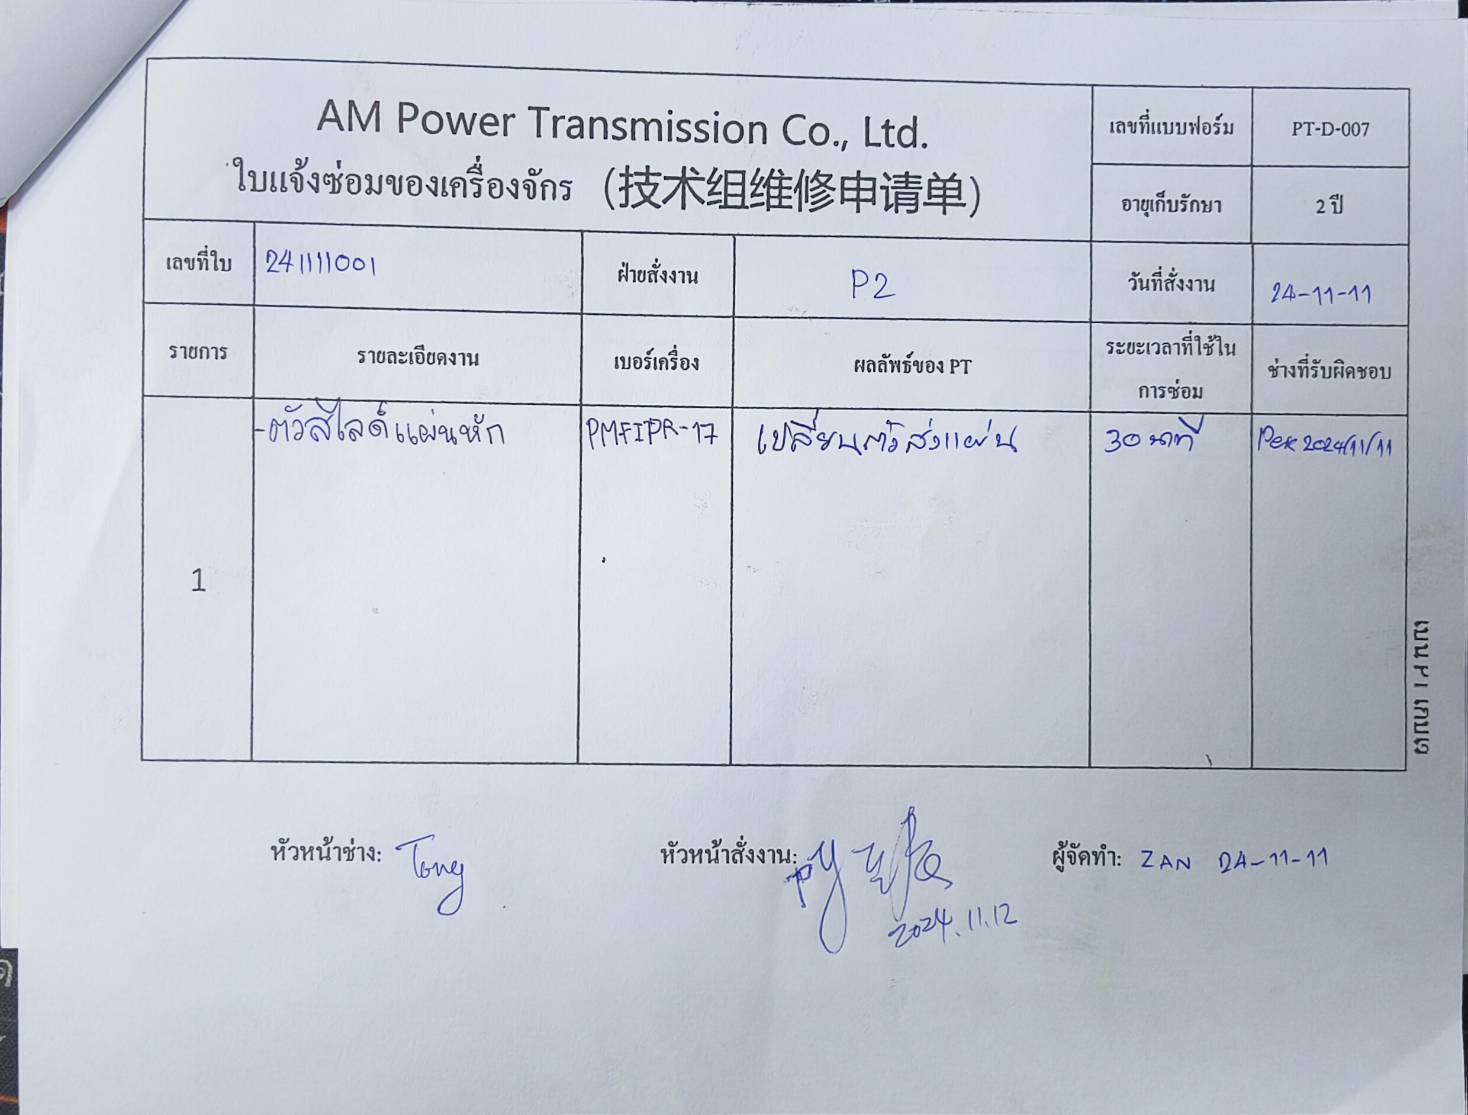 AM Power Transmission Co., Ltd.
ใบแจ้งซ่อมของเครื่องจักร (技术组维修申请单)
เลขที่แบบฟอร์ม
PT-D-007
อายุเก็บรักษา
2 ปี
เลขที่ใบ
241111001
ฝ่ายสั่งงาน
P2
วันที่สั่งงาน
24-11-11
รายการ
รายละเอียดงาน
เบอร์เครื่อง
ผลลัพธ์ของ PT
ระยะเวลาที่ใช้ใน
การซ่อม
ช่างที่รับผิดชอบ
1
-ตัวสไลด์แผ่นหัก
PMFIPR-17
เปลี่ยนตัวส่งแผ่น
30 นาที
Pek 2024/11/11
หัวหน้าช่าง: Tong
หัวหน้าสั่งงาน:
2024.11.12
ผู้จัดทำ: ZAN 24-11-11